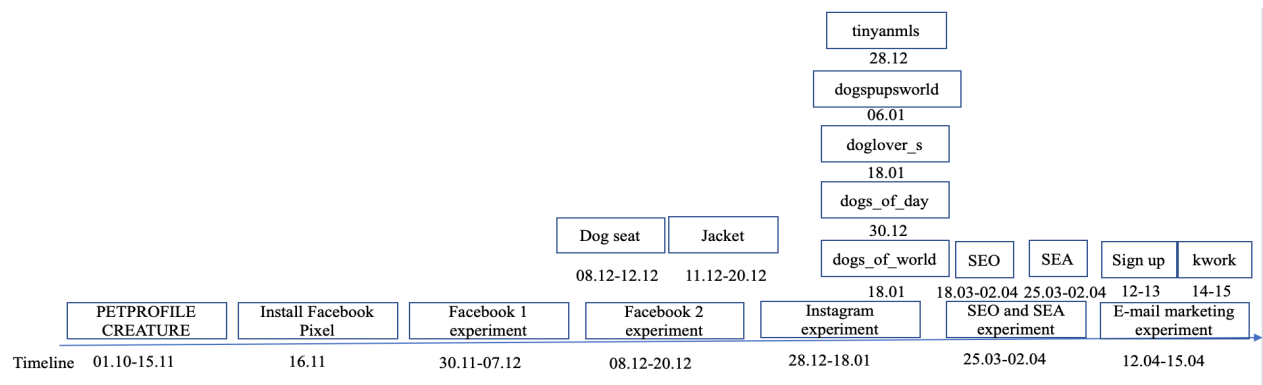 tinyanmls
28.12
dogspupsworld
06.01
doglover_s
18.01
dogs_of_day
30.12
Dog seat
Jacket
dogs_of_world
SEO
SEA
Sign up
kwork
08.12-12.12
11.12-20.12
18.01
18.03-02.04
25.03-02.04
12-13
14-15
PETPROFILE
CREATURE
Install Facebook
Pixel
Facebook 1
experiment
Facebook 2
experiment
Instagram
experiment
SEO and SEA
experiment
E-mail marketing
experiment
Timeline
01.10-15.11
16.11
30.11-07.12
08.12-20.12
28.12-18.01
25.03-02.04
12.04-15.04